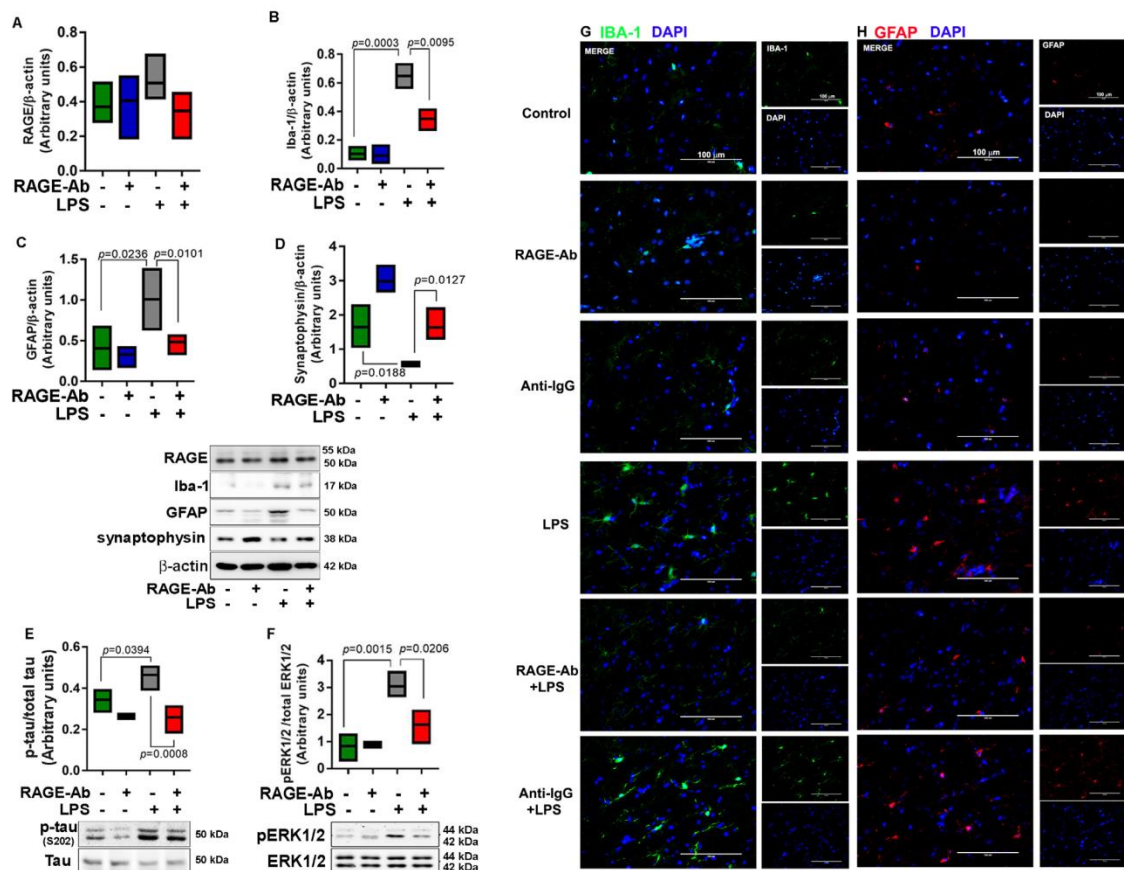 A
RAGE/β-actin
(Arbitrary units)
0.8
0.6
0.4
0.2
0.0
RAGE-Ab - + - +
LPS - - + +
B
Iba-1/β-actin
(Arbitrary units)
p=0.0003
p=0.0095
0.8
0.6
0.4
0.2
0.0
RAGE-Ab - + - +
LPS - - + +
C
GFAP/β-actin
(Arbitrary units)
p=0.0236
p=0.0101
1.5
1.0
0.5
0.0
RAGE-Ab - + - +
LPS - - + +
D
Synaptophysin/β-actin
(Arbitrary units)
4
3
2
1
0
p=0.0127
p=0.0188
RAGE-Ab - + - +
LPS - - + +
RAGE 55 kDa
50 kDa
Iba-1 17 kDa
GFAP 50 kDa
synaptophysin 38 kDa
β-actin 42 kDa
RAGE-Ab - + - +
LPS - - + +
E
p-tau/total tau
(Arbitrary units)
p=0.0394
0.6
0.4
0.2
0.0
p=0.0008
RAGE-Ab - + - +
LPS - - + +
p-tau 50 kDa
(S202)
Tau 50 kDa
F
pERK1/2 /total ERK1/2
(Arbitrary units)
p=0.0015
p=0.0206
4
3
2
1
0
RAGE-Ab - + - +
LPS - - + +
pERK1/2 44 kDa
42 kDa
ERK1/2 44 kDa
42 kDa
G IBA-1 DAPI
MERGE
IBA-1
100 µm
DAPI
100 µm
H GFAP DAPI
MERGE
GFAP
100 µm
DAPI
100 µm
Control
RAGE-Ab
Anti-IgG
LPS
RAGE-Ab
+LPS
Anti-IgG
+LPS